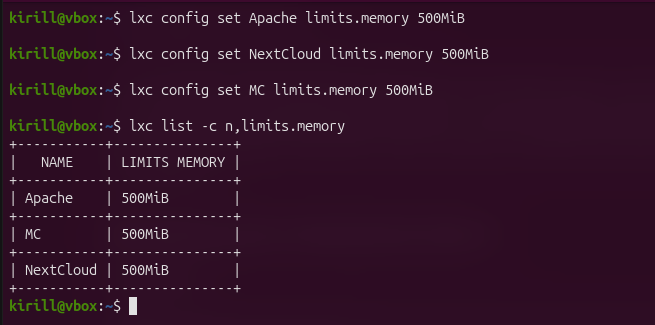 kirill@vbox:~$ lxc config set Apache limits.memory 500MiB
kirill@vbox:~$ lxc config set NextCloud limits.memory 500MiB
kirill@vbox:~$ lxc config set MC limits.memory 500MiB
kirill@vbox:~$ lxc list -c n,limits.memory
+-----------+---------------+
|   NAME    | LIMITS MEMORY |
+-----------+---------------+
| Apache    | 500MiB        |
+-----------+---------------+
| MC        | 500MiB        |
+-----------+---------------+
| NextCloud | 500MiB        |
+-----------+---------------+
kirill@vbox:~$